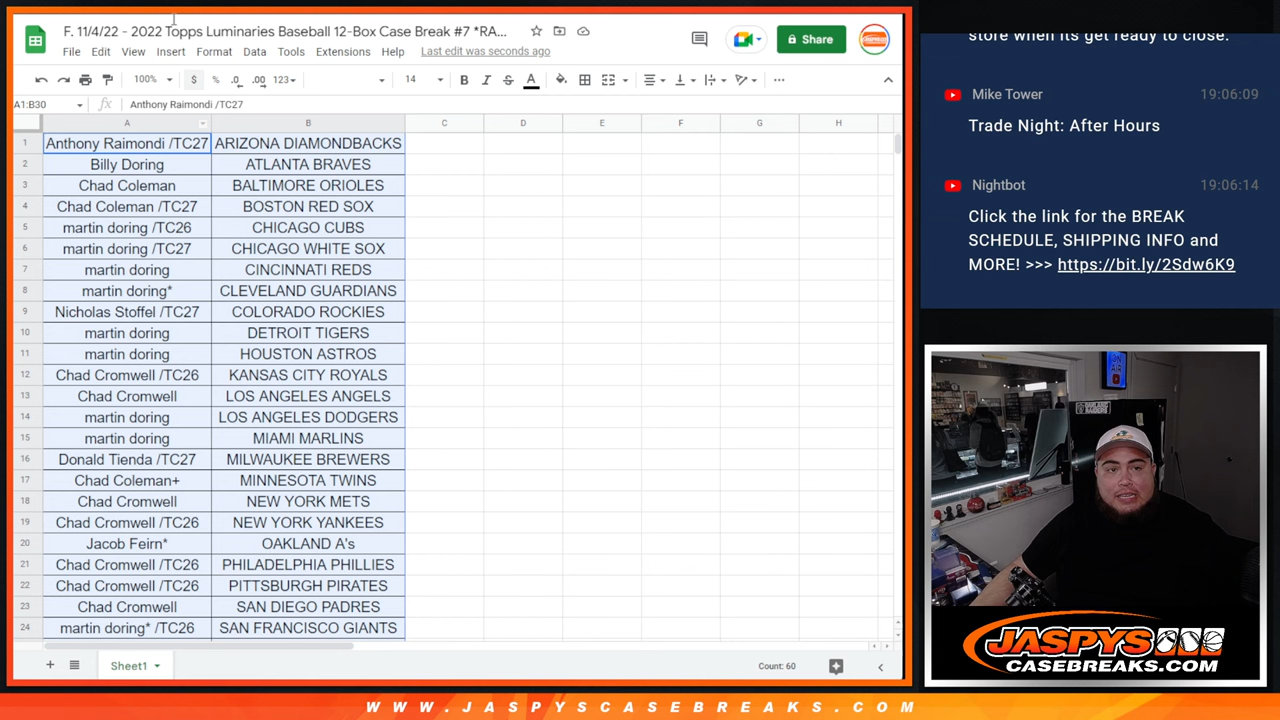 F. 11/4/22 - 2022 Topps Luminaries Baseball 12-Box Case Break #7 *RA...
File Edit View Insert Format Data Tools Extensions Help Last edit was seconds ago
Share
100% $ % .0 .00 123 14 B I S A
A1:B30 fx Anthony Raimondi /TC27
A B C D E F G H
1 Anthony Raimondi /TC27 ARIZONA DIAMONDBACKS
2 Billy Doring ATLANTA BRAVES
3 Chad Coleman BALTIMORE ORIOLES
4 Chad Coleman /TC27 BOSTON RED SOX
5 martin doring /TC26 CHICAGO CUBS
6 martin doring /TC27 CHICAGO WHITE SOX
7 martin doring CINCINNATI REDS
8 martin doring* CLEVELAND GUARDIANS
9 Nicholas Stoffel /TC27 COLORADO ROCKIES
10 martin doring DETROIT TIGERS
11 martin doring HOUSTON ASTROS
12 Chad Cromwell /TC26 KANSAS CITY ROYALS
13 Chad Cromwell LOS ANGELES ANGELS
14 martin doring LOS ANGELES DODGERS
15 martin doring MIAMI MARLINS
16 Donald Tienda /TC27 MILWAUKEE BREWERS
17 Chad Coleman+ MINNESOTA TWINS
18 Chad Cromwell NEW YORK METS
19 Chad Cromwell /TC26 NEW YORK YANKEES
20 Jacob Feirn* OAKLAND A's
21 Chad Cromwell /TC26 PHILADELPHIA PHILLIES
22 Chad Cromwell /TC26 PITTSBURGH PIRATES
23 Chad Cromwell SAN DIEGO PADRES
24 martin doring* /TC26 SAN FRANCISCO GIANTS
Sheet1
Count: 60
store when its get ready to close.
Mike Tower 19:06:09
Trade Night: After Hours
Nightbot 19:06:14
Click the link for the BREAK
SCHEDULE, SHIPPING INFO and
MORE! >>> https://bit.ly/2Sdw6K9
ON AIR
JASPYS
CASEBREAKS.COM
WWW.JASPYSCASEBREAKS.COM